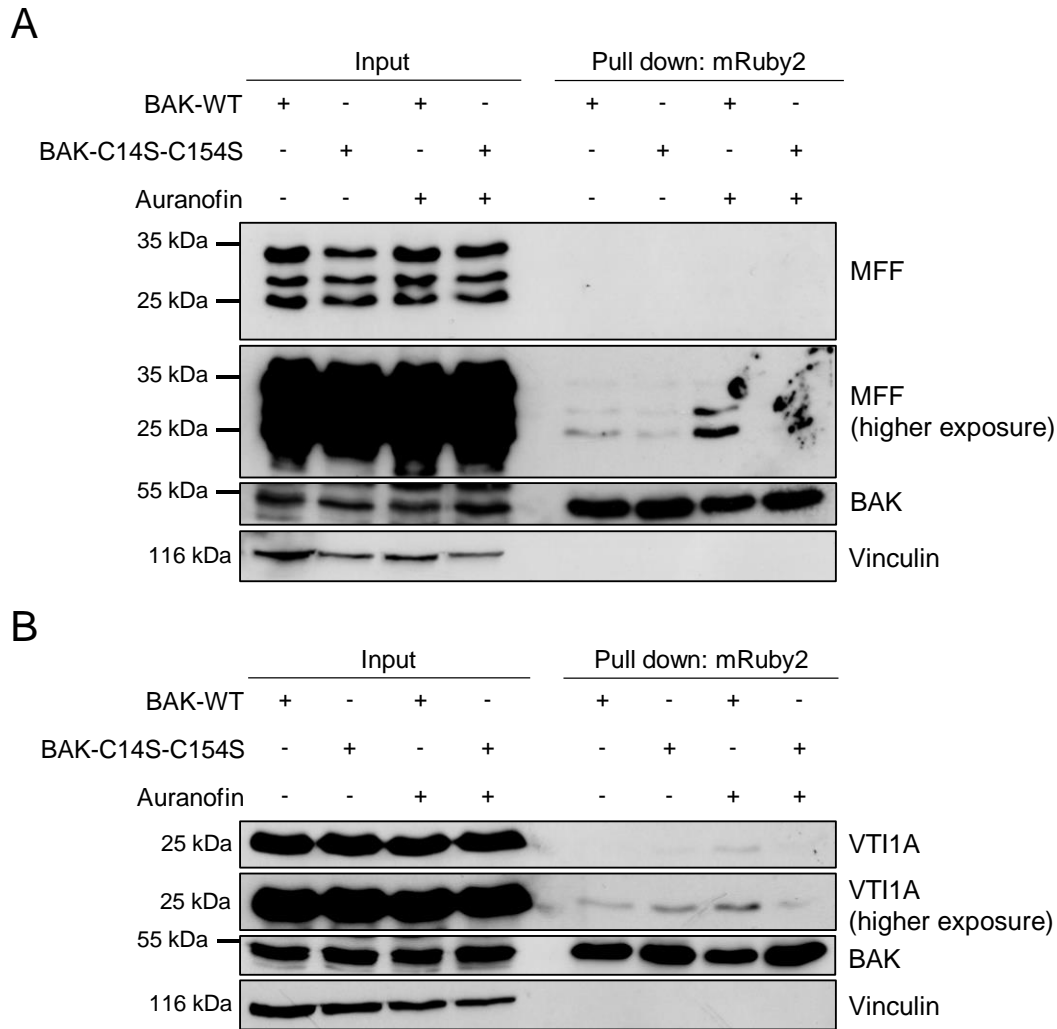 A
Input Pull down: mRuby2
BAK-WT + - + - + - + -
BAK-C14S-C154S - + - + - + - +
Auranofin - - + + - - + +
35 kDa
25 kDa
MFF
35 kDa
25 kDa
MFF
(higher exposure)
55 kDa
BAK
116 kDa
Vinculin
B
Input Pull down: mRuby2
BAK-WT + - + - + - + -
BAK-C14S-C154S - + - + - + - +
Auranofin - - + + - - + +
25 kDa
VTI1A
25 kDa
VTI1A
(higher exposure)
55 kDa
BAK
116 kDa
Vinculin